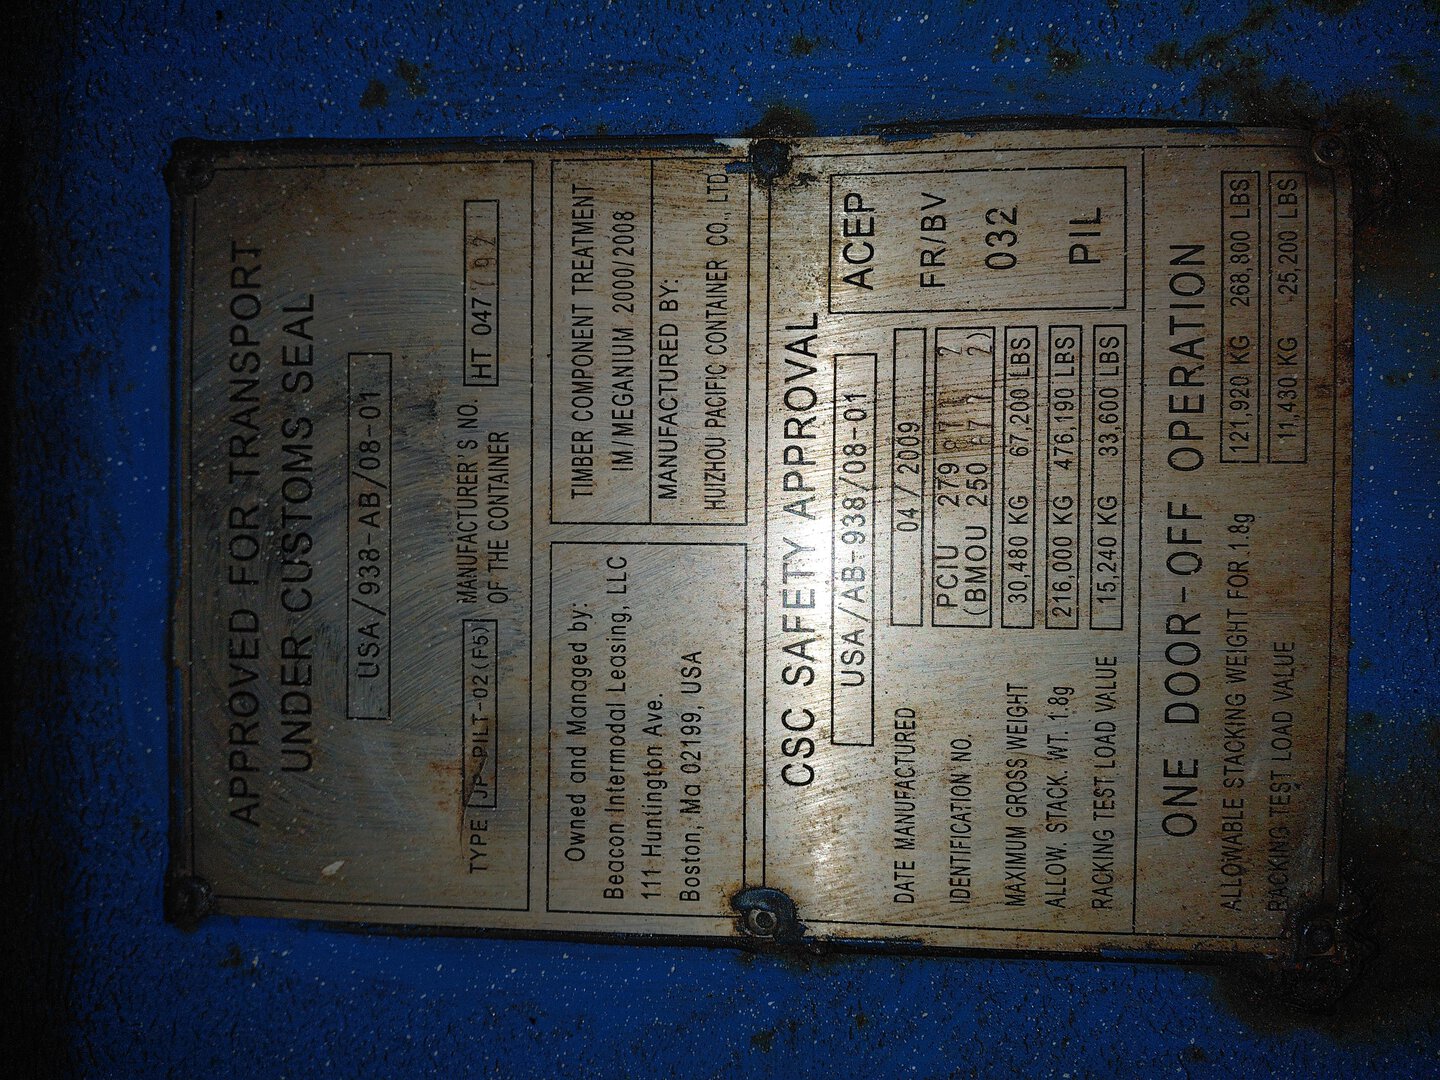 APPROVED FOR TRANSPORT
UNDER CUSTOMS SEAL
USA/938-AB/08-01
TYPE JP-PILT-02(F5) MANUFACTURER'S NO.
OF THE CONTAINER HT 047
Owned and Managed by:
Beacon Intermodal Leasing, LLC
111 Huntington Ave.
Boston, Ma 02199, USA
TIMBER COMPONENT TREATMENT
IM/MEGANIUM 2000/2008
MANUFACTURED BY:
HUIZHOU PACIFIC CONTAINER CO., LTD.
CSC SAFETY APPROVAL
USA/AB-938/08-01
DATE MANUFACTURED 04/2009
IDENTIFICATION NO. PCIU 279
(BMOU 250
MAXIMUM GROSS WEIGHT 30,480 KG 67,200 LBS
ALLOW. STACK. WT. 1.8g 216,000 KG 476,190 LBS
RACKING TEST LOAD VALUE 15,240 KG 33,600 LBS
ACEP
FR/BV
032
PIL
ONE DOOR-OFF OPERATION
ALLOWABLE STACKING WEIGHT FOR 1.8g 121,920 KG 268,800 LBS
RACKING TEST LOAD VALUE 11,430 KG 25,200 LBS